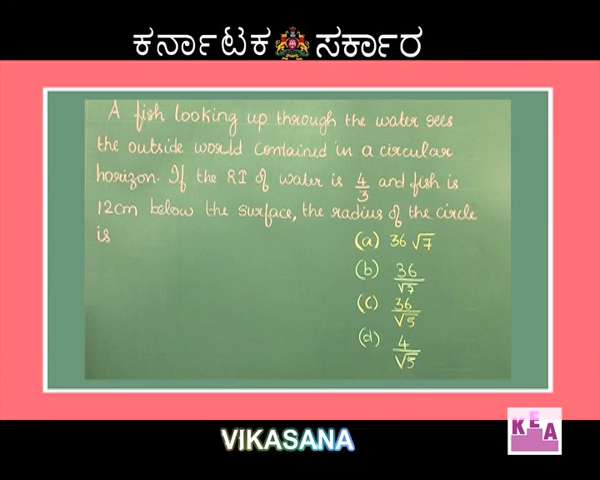 ಕರ್ನಾಟಕ ಸರ್ಕಾರ
A fish looking up through the water sees
the outside world contained in a circular
horizon. If the RI of water is 4/3 and fish is
12cm below the surface, the radius of the circle
is
(a) 36 √7
(b) 36/√7
(c) 36/√5
(d) 4/√5
KEA
VIKASANA